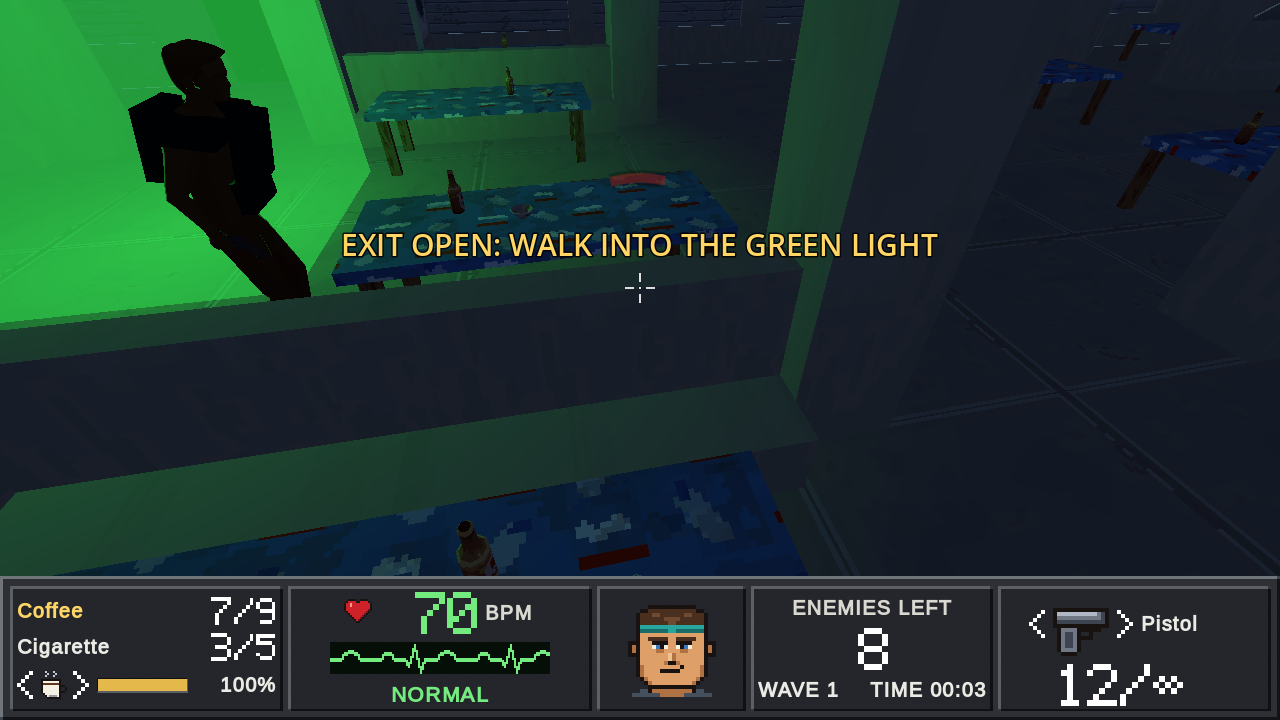 EXIT OPEN: WALK INTO THE GREEN LIGHT
Coffee 7/9
Cigarette 3/5
100%
70 BPM
NORMAL
ENEMIES LEFT
8
WAVE 1 TIME 00:03
Pistol
12/∞